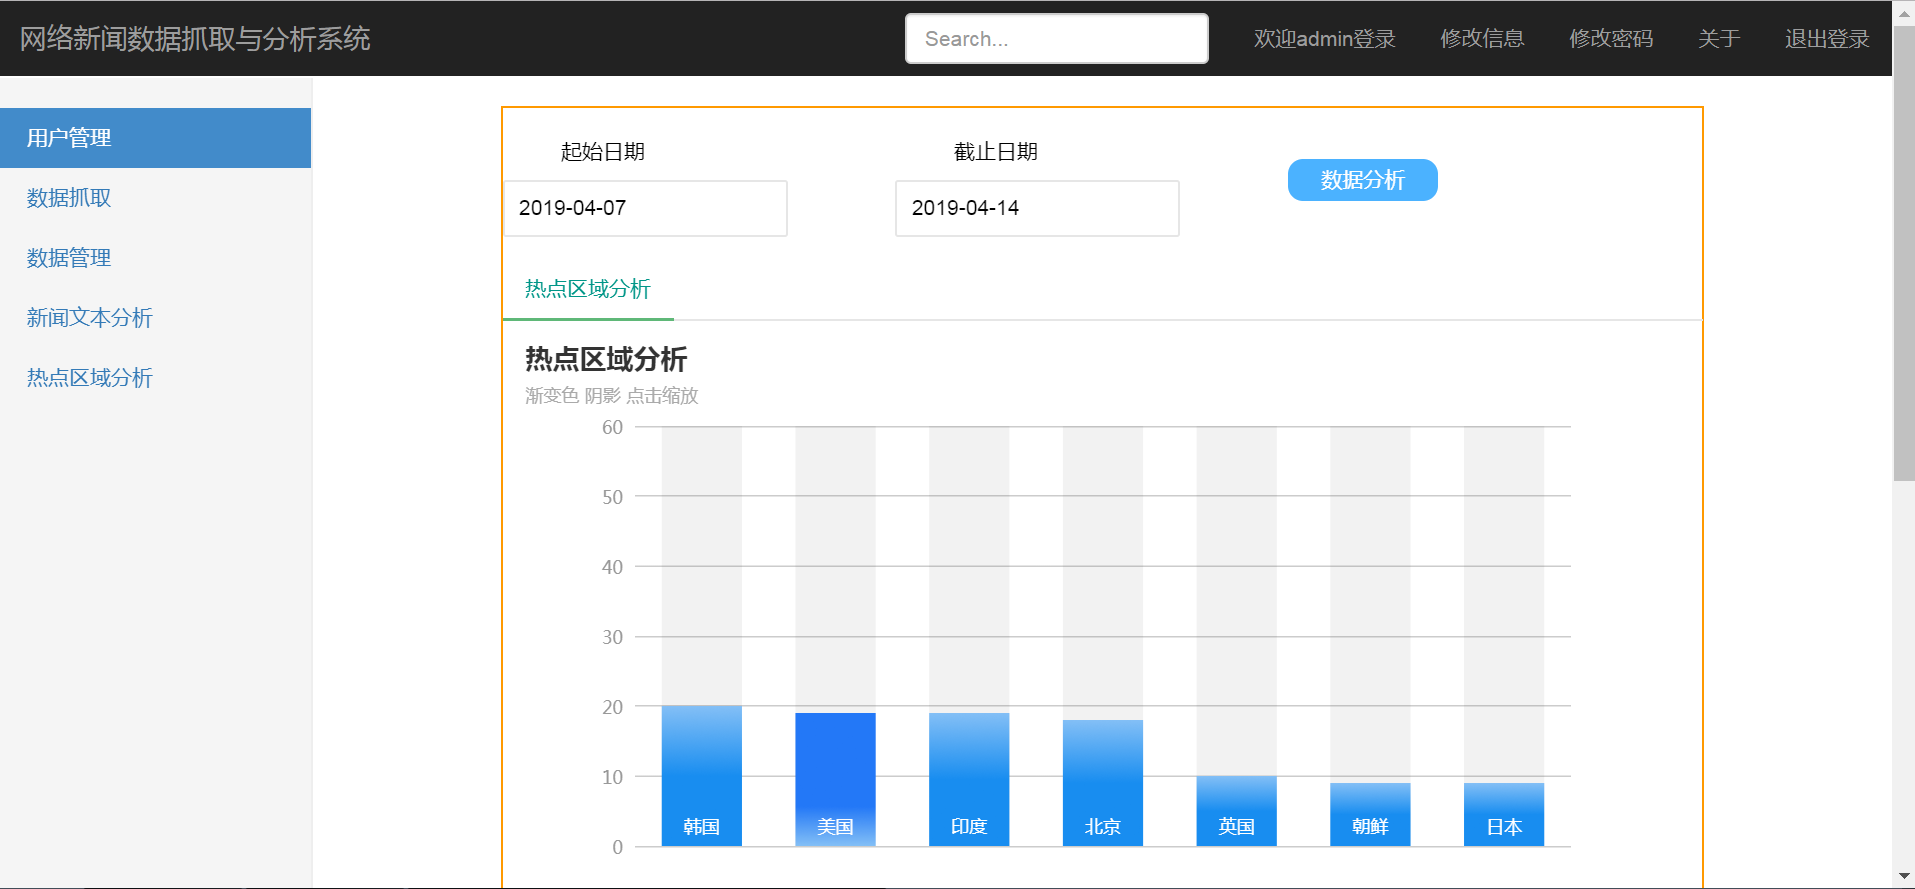 网络新闻数据抓取与分析系统
Search...
欢迎admin登录
修改信息
修改密码
关于
退出登录
用户管理
数据抓取
数据管理
新闻文本分析
热点区域分析
起始日期
截止日期
2019-04-07
2019-04-14
数据分析
热点区域分析
热点区域分析
渐变色 阴影 点击缩放
60
50
40
30
20
10
0
韩国
美国
印度
北京
英国
朝鲜
日本